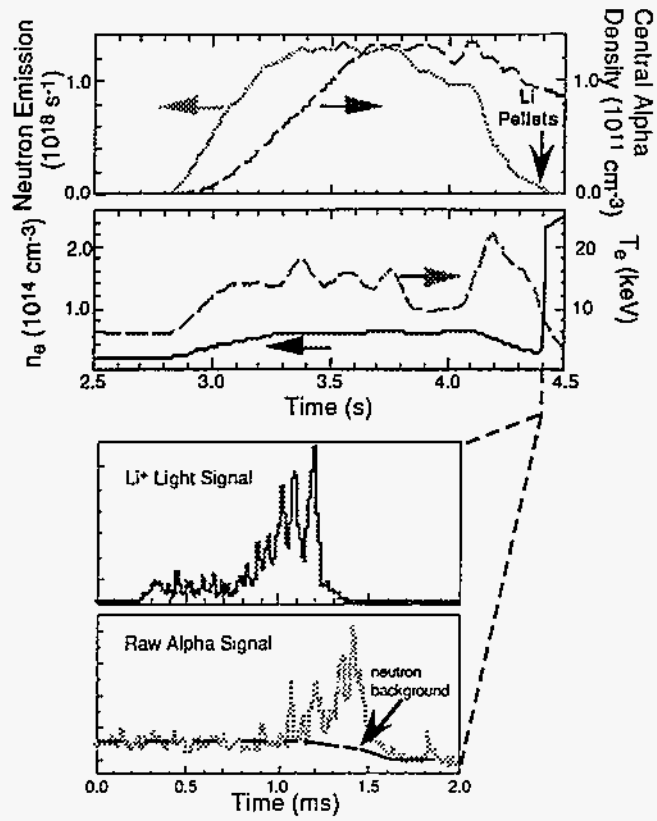 Neutron Emission
(10¹⁸ s⁻¹)
1.0
0.0
Central Alpha
Density (10¹¹ cm⁻³)
1.0
0.0
Li
Pellets
nₑ (10¹⁴ cm⁻³)
2.0
1.0
Tₑ (keV)
25
20
10
2.5
3.0
3.5
4.0
4.5
Time (s)
Li⁺ Light Signal
Raw Alpha Signal
neutron
background
0.0
0.5
1.0
1.5
2.0
Time (ms)